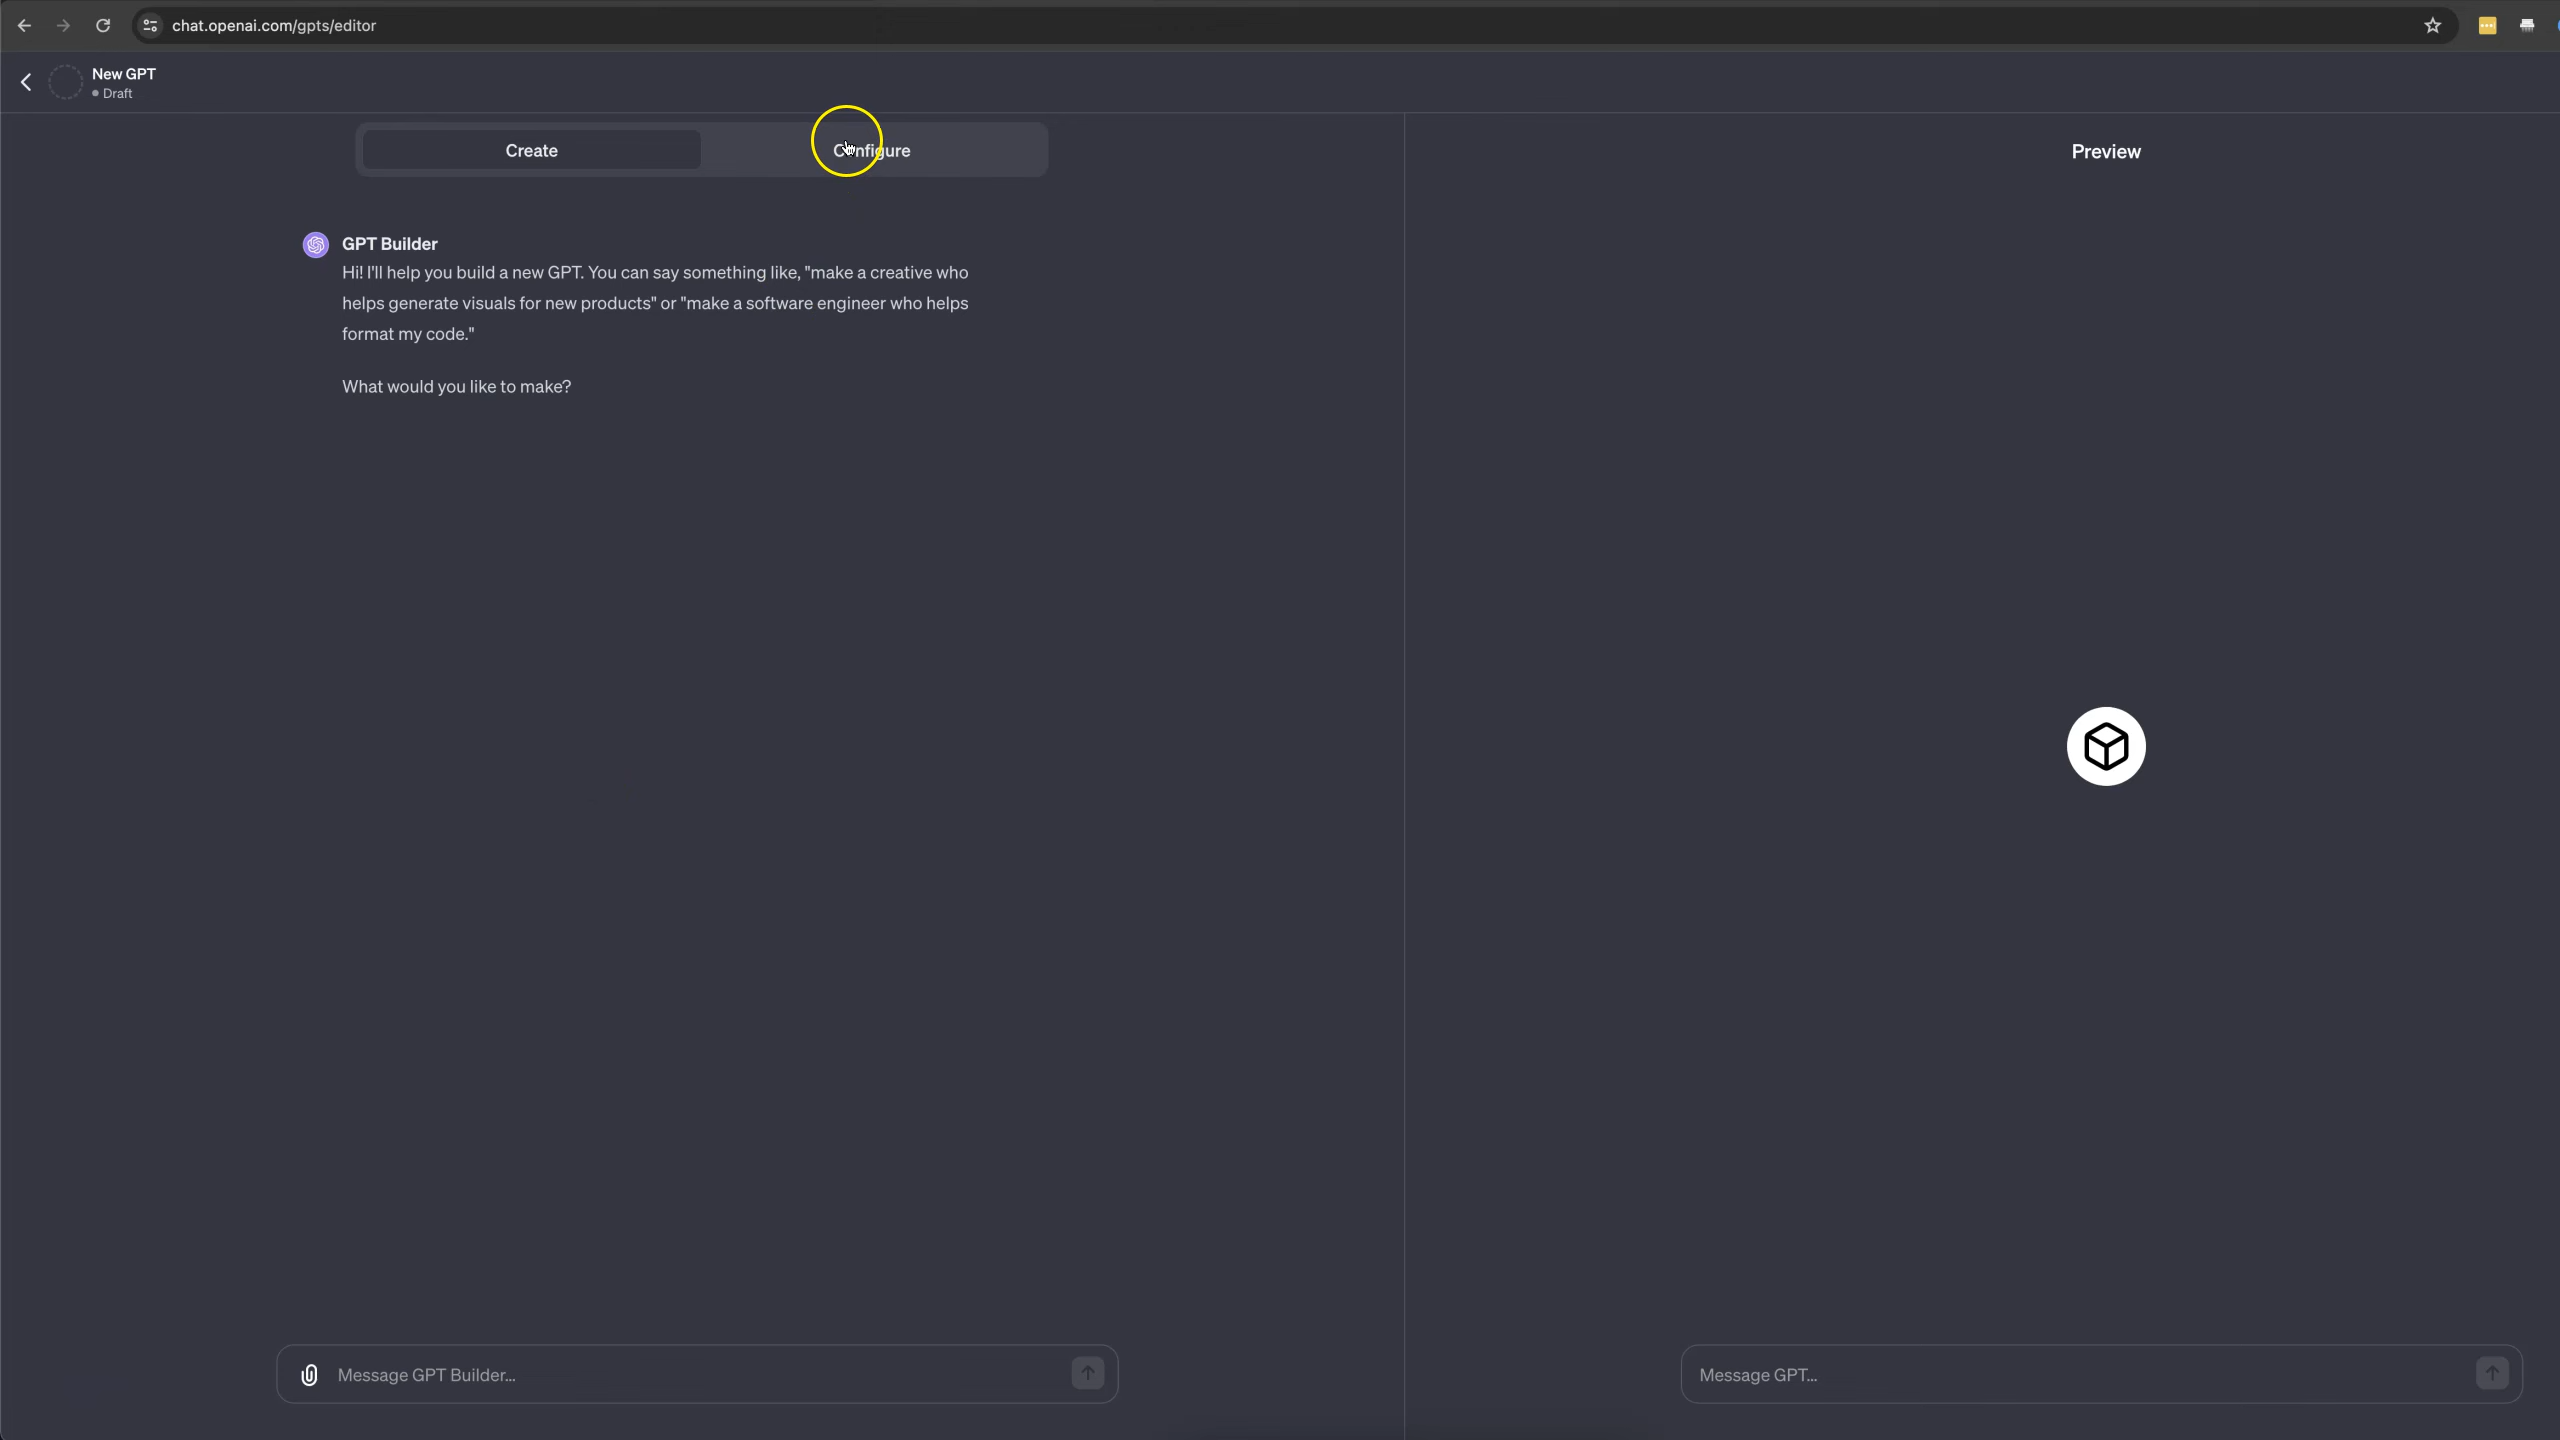 chat.openai.com/gpts/editor
New GPT
Draft
Create
Configure
Preview
GPT Builder
Hi! I'll help you build a new GPT. You can say something like, "make a creative who
helps generate visuals for new products" or "make a software engineer who helps
format my code."
What would you like to make?
Message GPT Builder...
Message GPT...